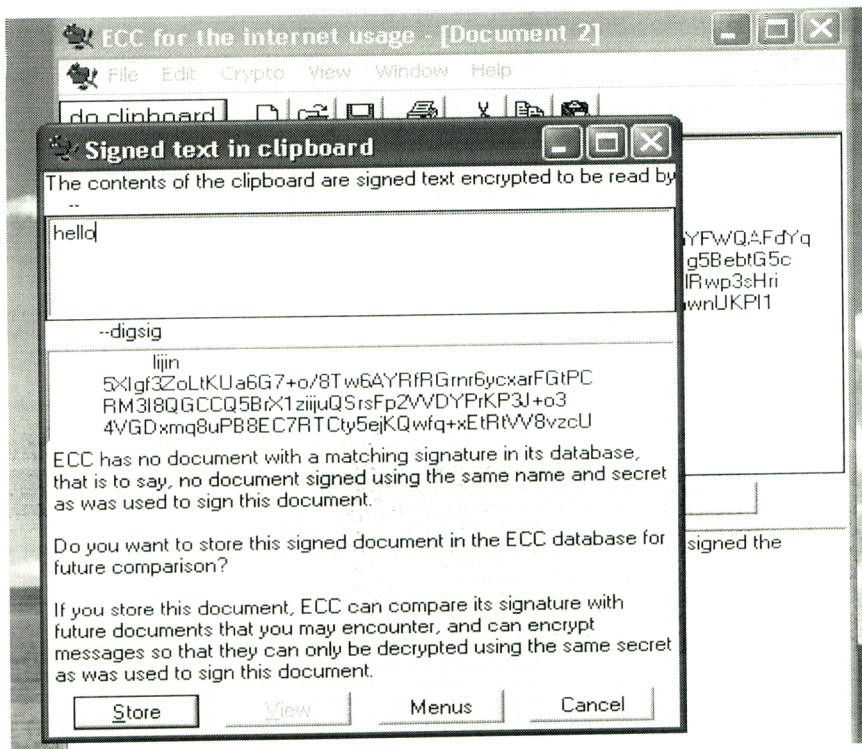 ECC for the internet usage - [Document 2]
File Edit Crypto View Window Help
do clipboard
Signed text in clipboard
The contents of the clipboard are signed text encrypted to be read by
--
hello
YFWQAFdYq
g5BebtG5c
Rwp3sHri
wnUKPI1
--digsig
lijin
5XIgf3ZoLtKUa6G7+o/8Tw6AYRfRGrnr6ycxarFGtPC
RM3I8QGCCQ5BrX1ziijuQSrsFp2VVDYPrKP3J+o3
4VGDxmq8uPB8EC7RTCty5ejKQwfq+xEtRtVV8vzcU
ECC has no document with a matching signature in its database,
that is to say, no document signed using the same name and secret
as was used to sign this document.
Do you want to store this signed document in the ECC database for
future comparison?
signed the
If you store this document, ECC can compare its signature with
future documents that you may encounter, and can encrypt
messages so that they can only be decrypted using the same secret
as was used to sign this document.
Store View Menus Cancel